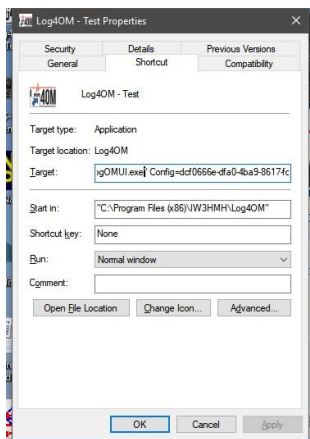 Log4OM - Test Properties
Security Details Previous Versions
General Shortcut Compatibility
Log4OM - Test
Target type: Application
Target location: Log4OM
Target: ogOMUI.exe" Config=dcf0666e-dfa0-4ba9-8617-fc
Start in: "C:\Program Files (x86)\IW3HMH\Log4OM"
Shortcut key: None
Run: Normal window
Comment:
Open File Location Change Icon... Advanced...
OK Cancel Apply